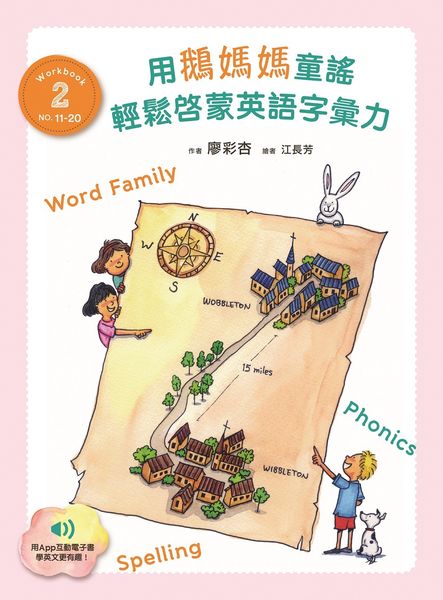 Workbook
2
NO. 11-20
用鵝媽媽童謠
輕鬆啓蒙英語字彙力
作者 廖彩杏 繪者 江長芳
Word Family
N
W
E
S
WOBBLETON
15 miles
Phonics
WIBBLETON
用App互動電子書
學英文更有趣！
Spelling